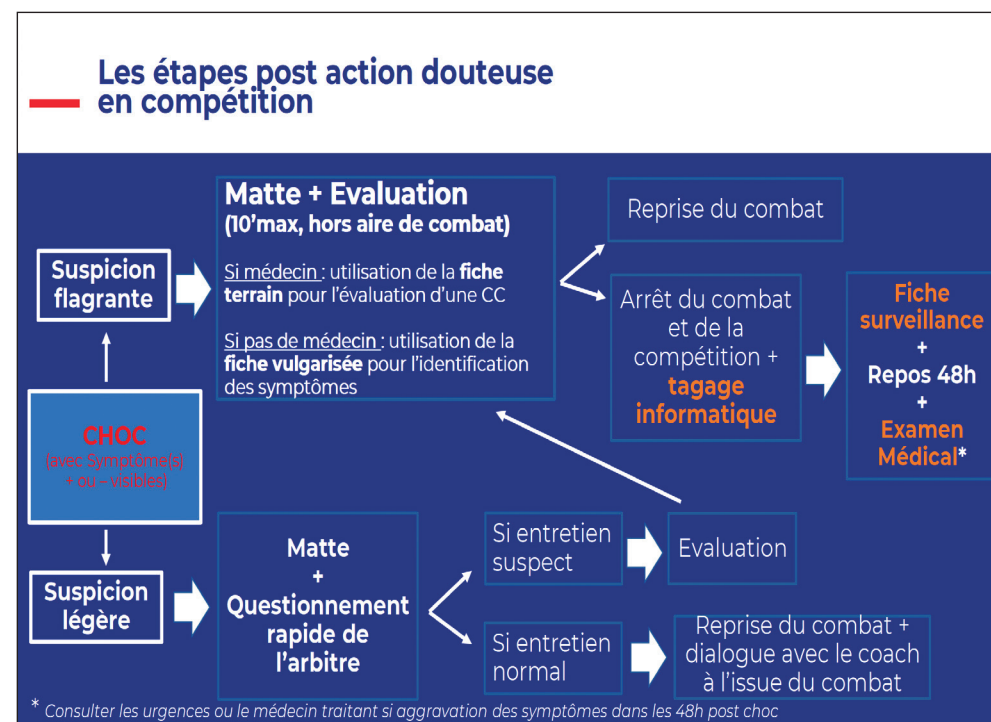 Les étapes post action douteuse
en compétition
Matte + Evaluation
(10'max, hors aire de combat)
Si médecin : utilisation de la fiche
terrain pour l'évaluation d'une CC
Si pas de médecin : utilisation de la
fiche vulgarisée pour l'identification
des symptômes
Reprise du combat
Suspicion
flagrante
Arrêt du combat
et de la
compétition +
tagage
informatique
Fiche
surveillance
+
Repos 48h
+
Examen
Médical*
CHOC
(avec Symptôme(s)
+ ou – visibles)
Suspicion
légère
Matte
+
Questionnement
rapide de
l'arbitre
Si entretien
suspect
Evaluation
Si entretien
normal
Reprise du combat +
dialogue avec le coach
à l'issue du combat
* Consulter les urgences ou le médecin traitant si aggravation des symptômes dans les 48h post choc